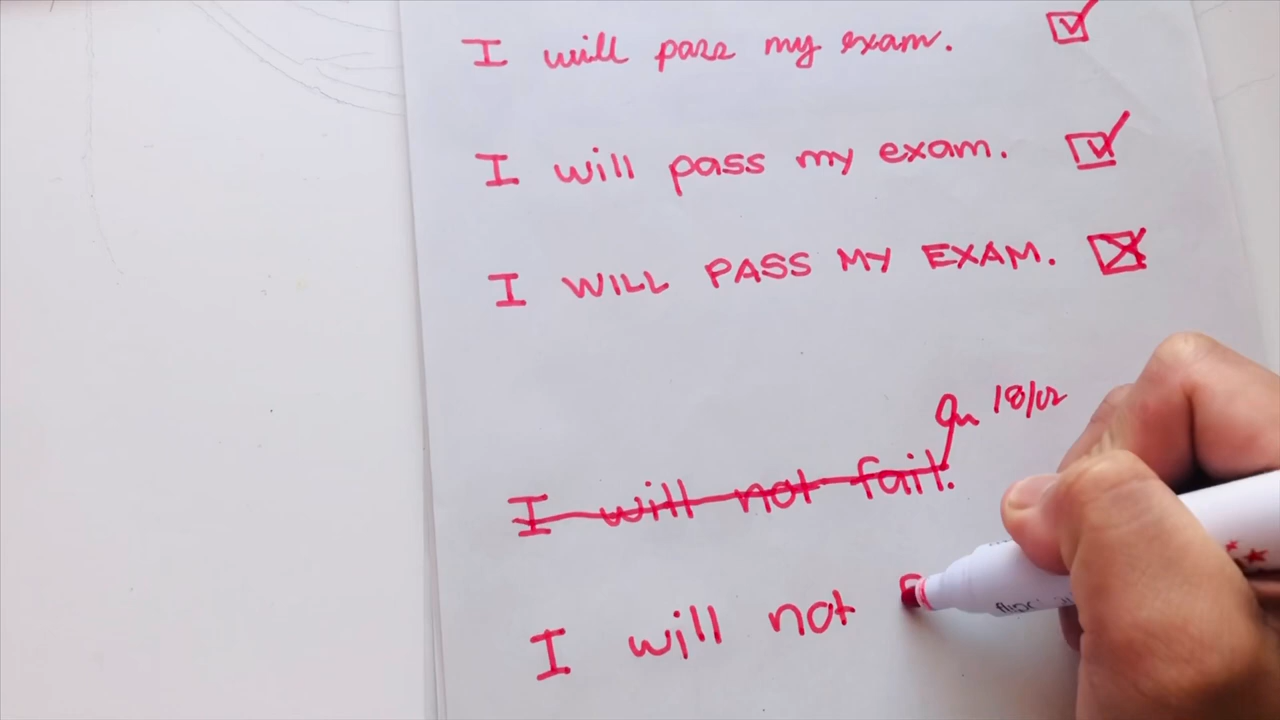 I will pass my exam.
I will pass my exam.
I WILL PASS MY EXAM.
18/02
I will not fail.
I will not